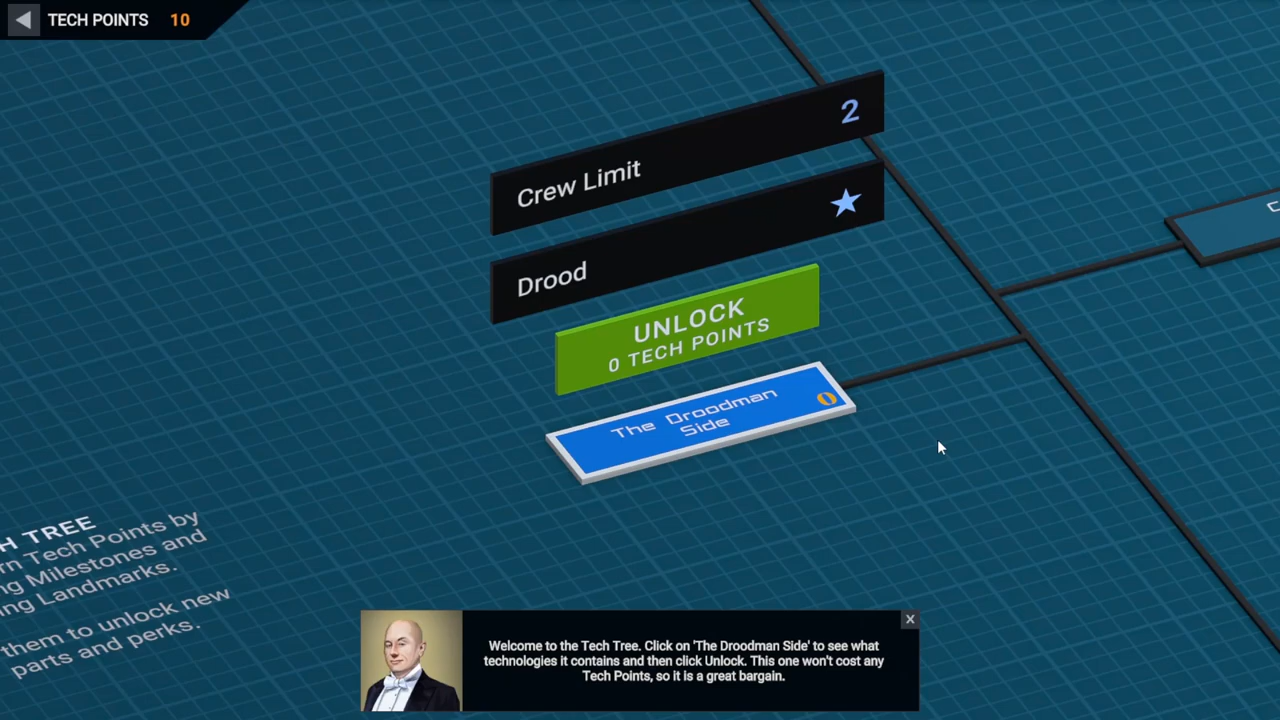 TECH POINTS 10
Crew Limit 2
Drood
UNLOCK
0 TECH POINTS
The Droodman
Side
0
TREE
Tech Points by
Milestones and
Landmarks.
them to unlock new
parts and perks.
Welcome to the Tech Tree. Click on 'The Droodman Side' to see what
technologies it contains and then click Unlock. This one won't cost any
Tech Points, so it is a great bargain.
X